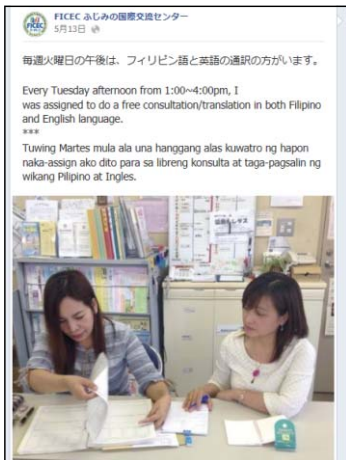 FICEC ふじみの国際交流センター
5月13日
毎週火曜日の午後は、フィリピン語と英語の通訳の方がいます。
Every Tuesday afternoon from 1:00~4:00pm, I
was assigned to do a free consultation/translation in both Filipino
and English language.
***
Tuwing Martes mula ala una hanggang alas kuwatro ng hapon
naka-assign ako dito para sa libreng konsulta at taga-pagsalin ng
wikang Pilipino at Ingles.